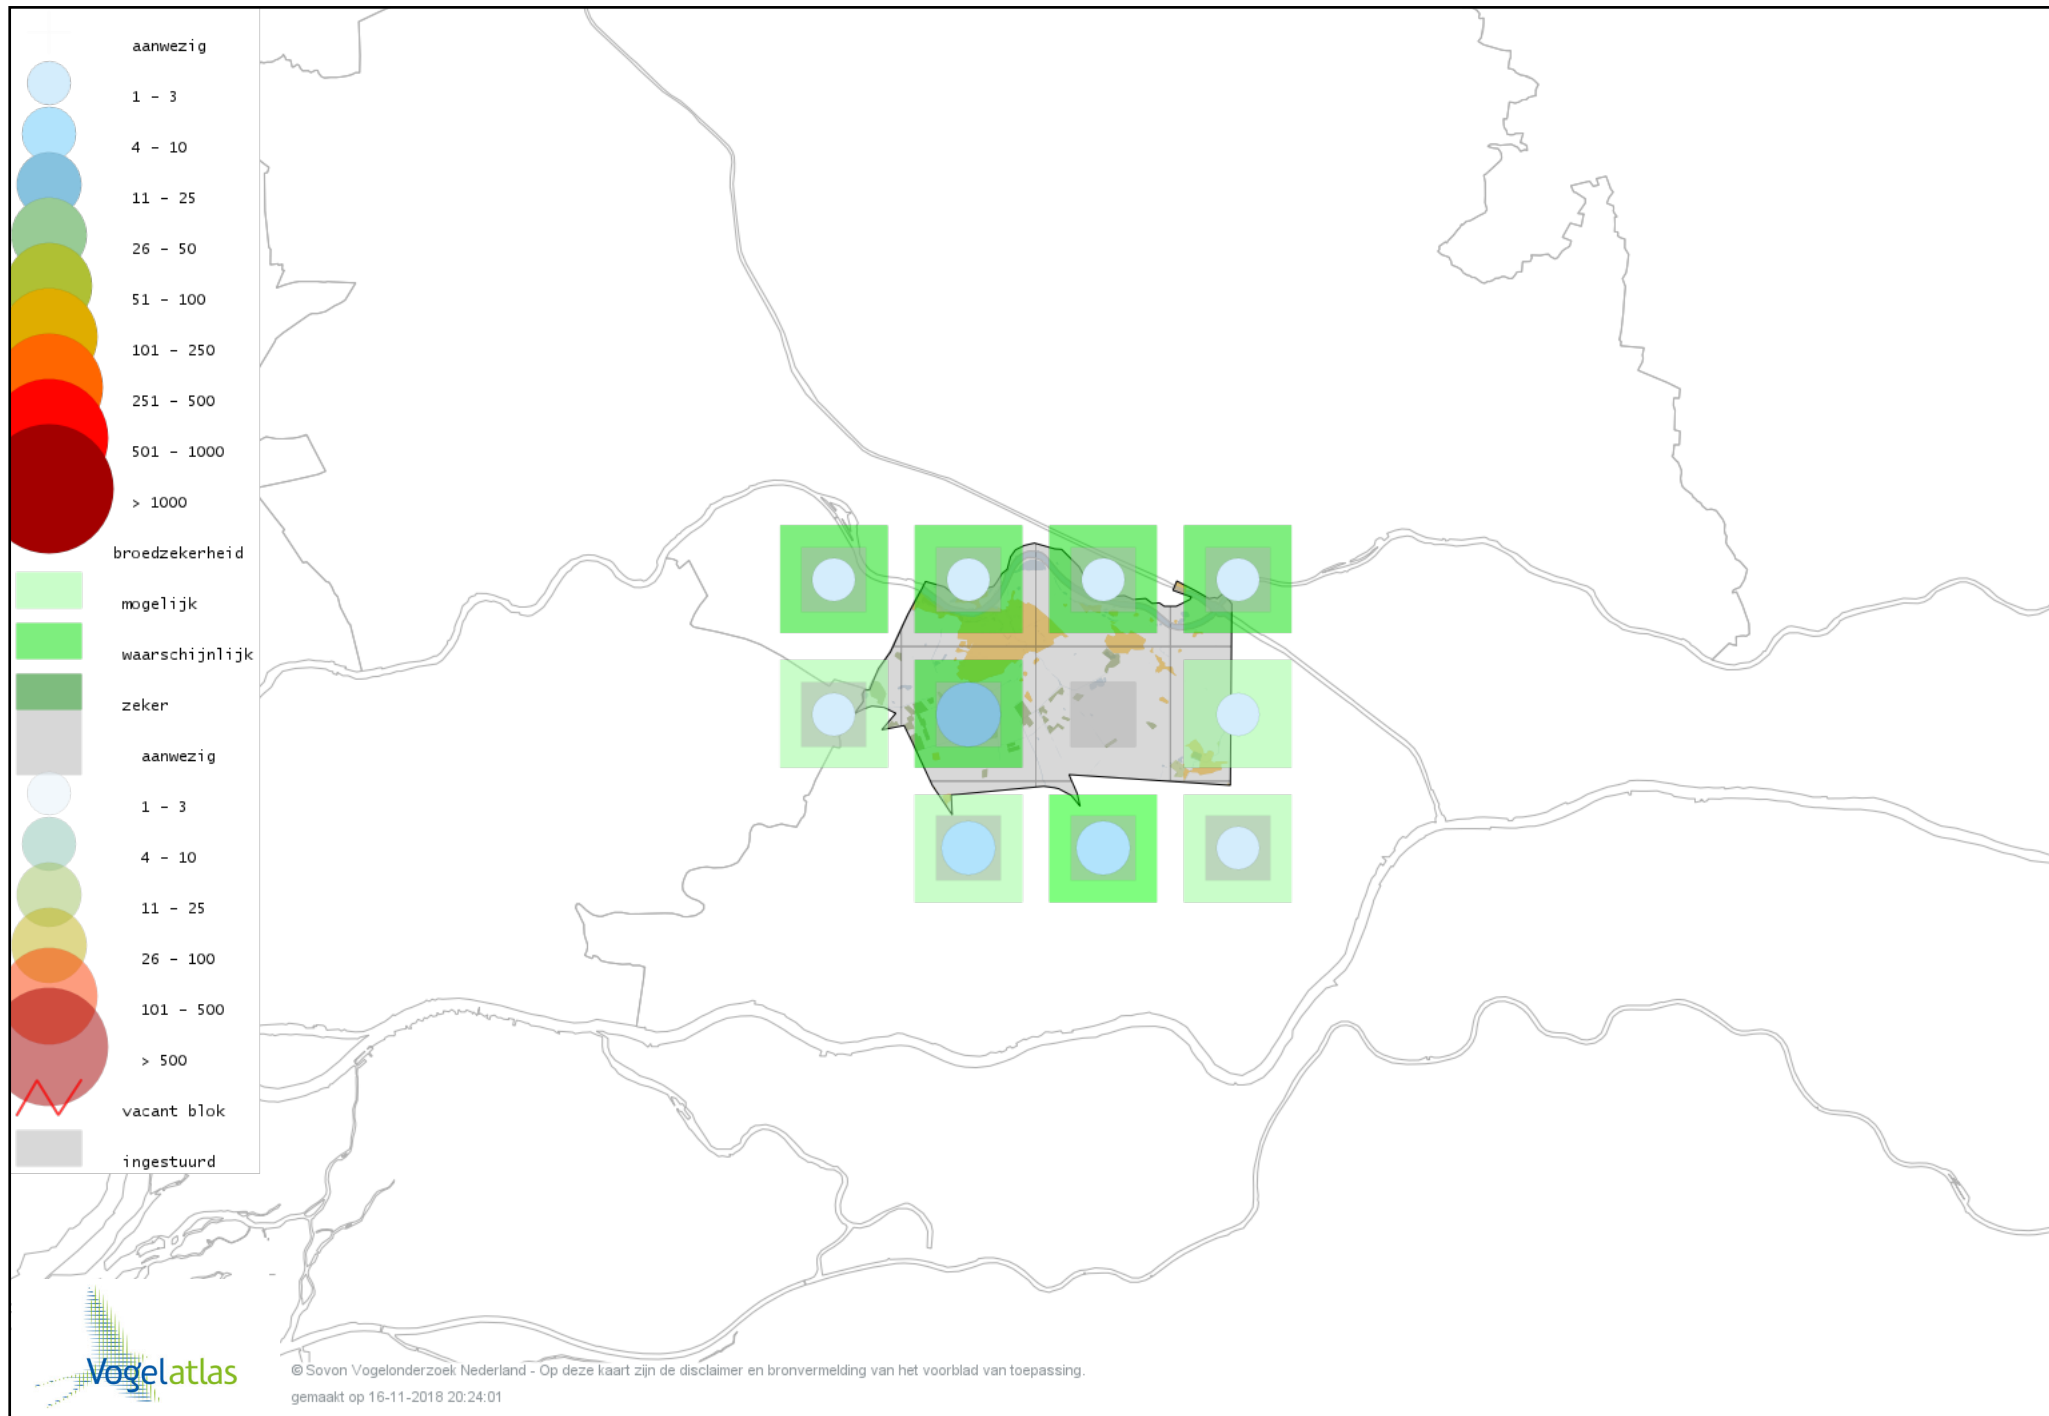 aanwezig
1 - 3
4 - 10
11 - 25
26 - 50
51 - 100
101 - 250
251 - 500
501 - 1000
> 1000
broedzekerheid
mogelijk
waarschijnlijk
zeker
aanwezig
1 - 3
4 - 10
11 - 25
26 - 100
101 - 500
> 500
vacant blok
ingestuurd
Vogelatlas
© Sovon Vogelonderzoek Nederland - Op deze kaart zijn de disclaimer en bronvermelding van het voorblad van toepassing.
gemaakt op 16-11-2018 20:24:01